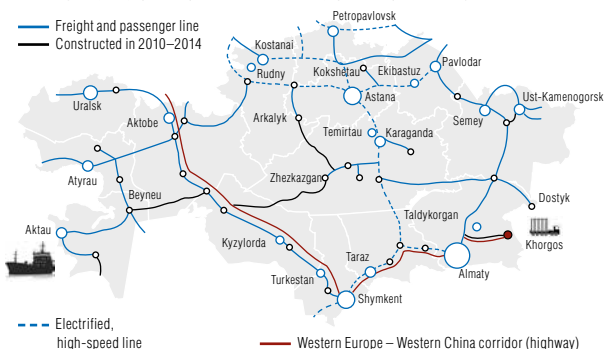 Petropavlovsk
Freight and passenger line
Constructed in 2010–2014
Kostanai
Rudny
Kokshetau
Ekibastuz
Pavlodar
Uralsk
Astana
Ust-Kamenogorsk
Aktobe
Arkalyk
Semey
Temirtau
Karaganda
Atyrau
Zhezkazgan
Beyneu
Dostyk
Taldykorgan
Aktau
Khorgos
Kyzylorda
Taraz
Almaty
Turkestan
Shymkent
Electrified,
high-speed line
Western Europe – Western China corridor (highway)